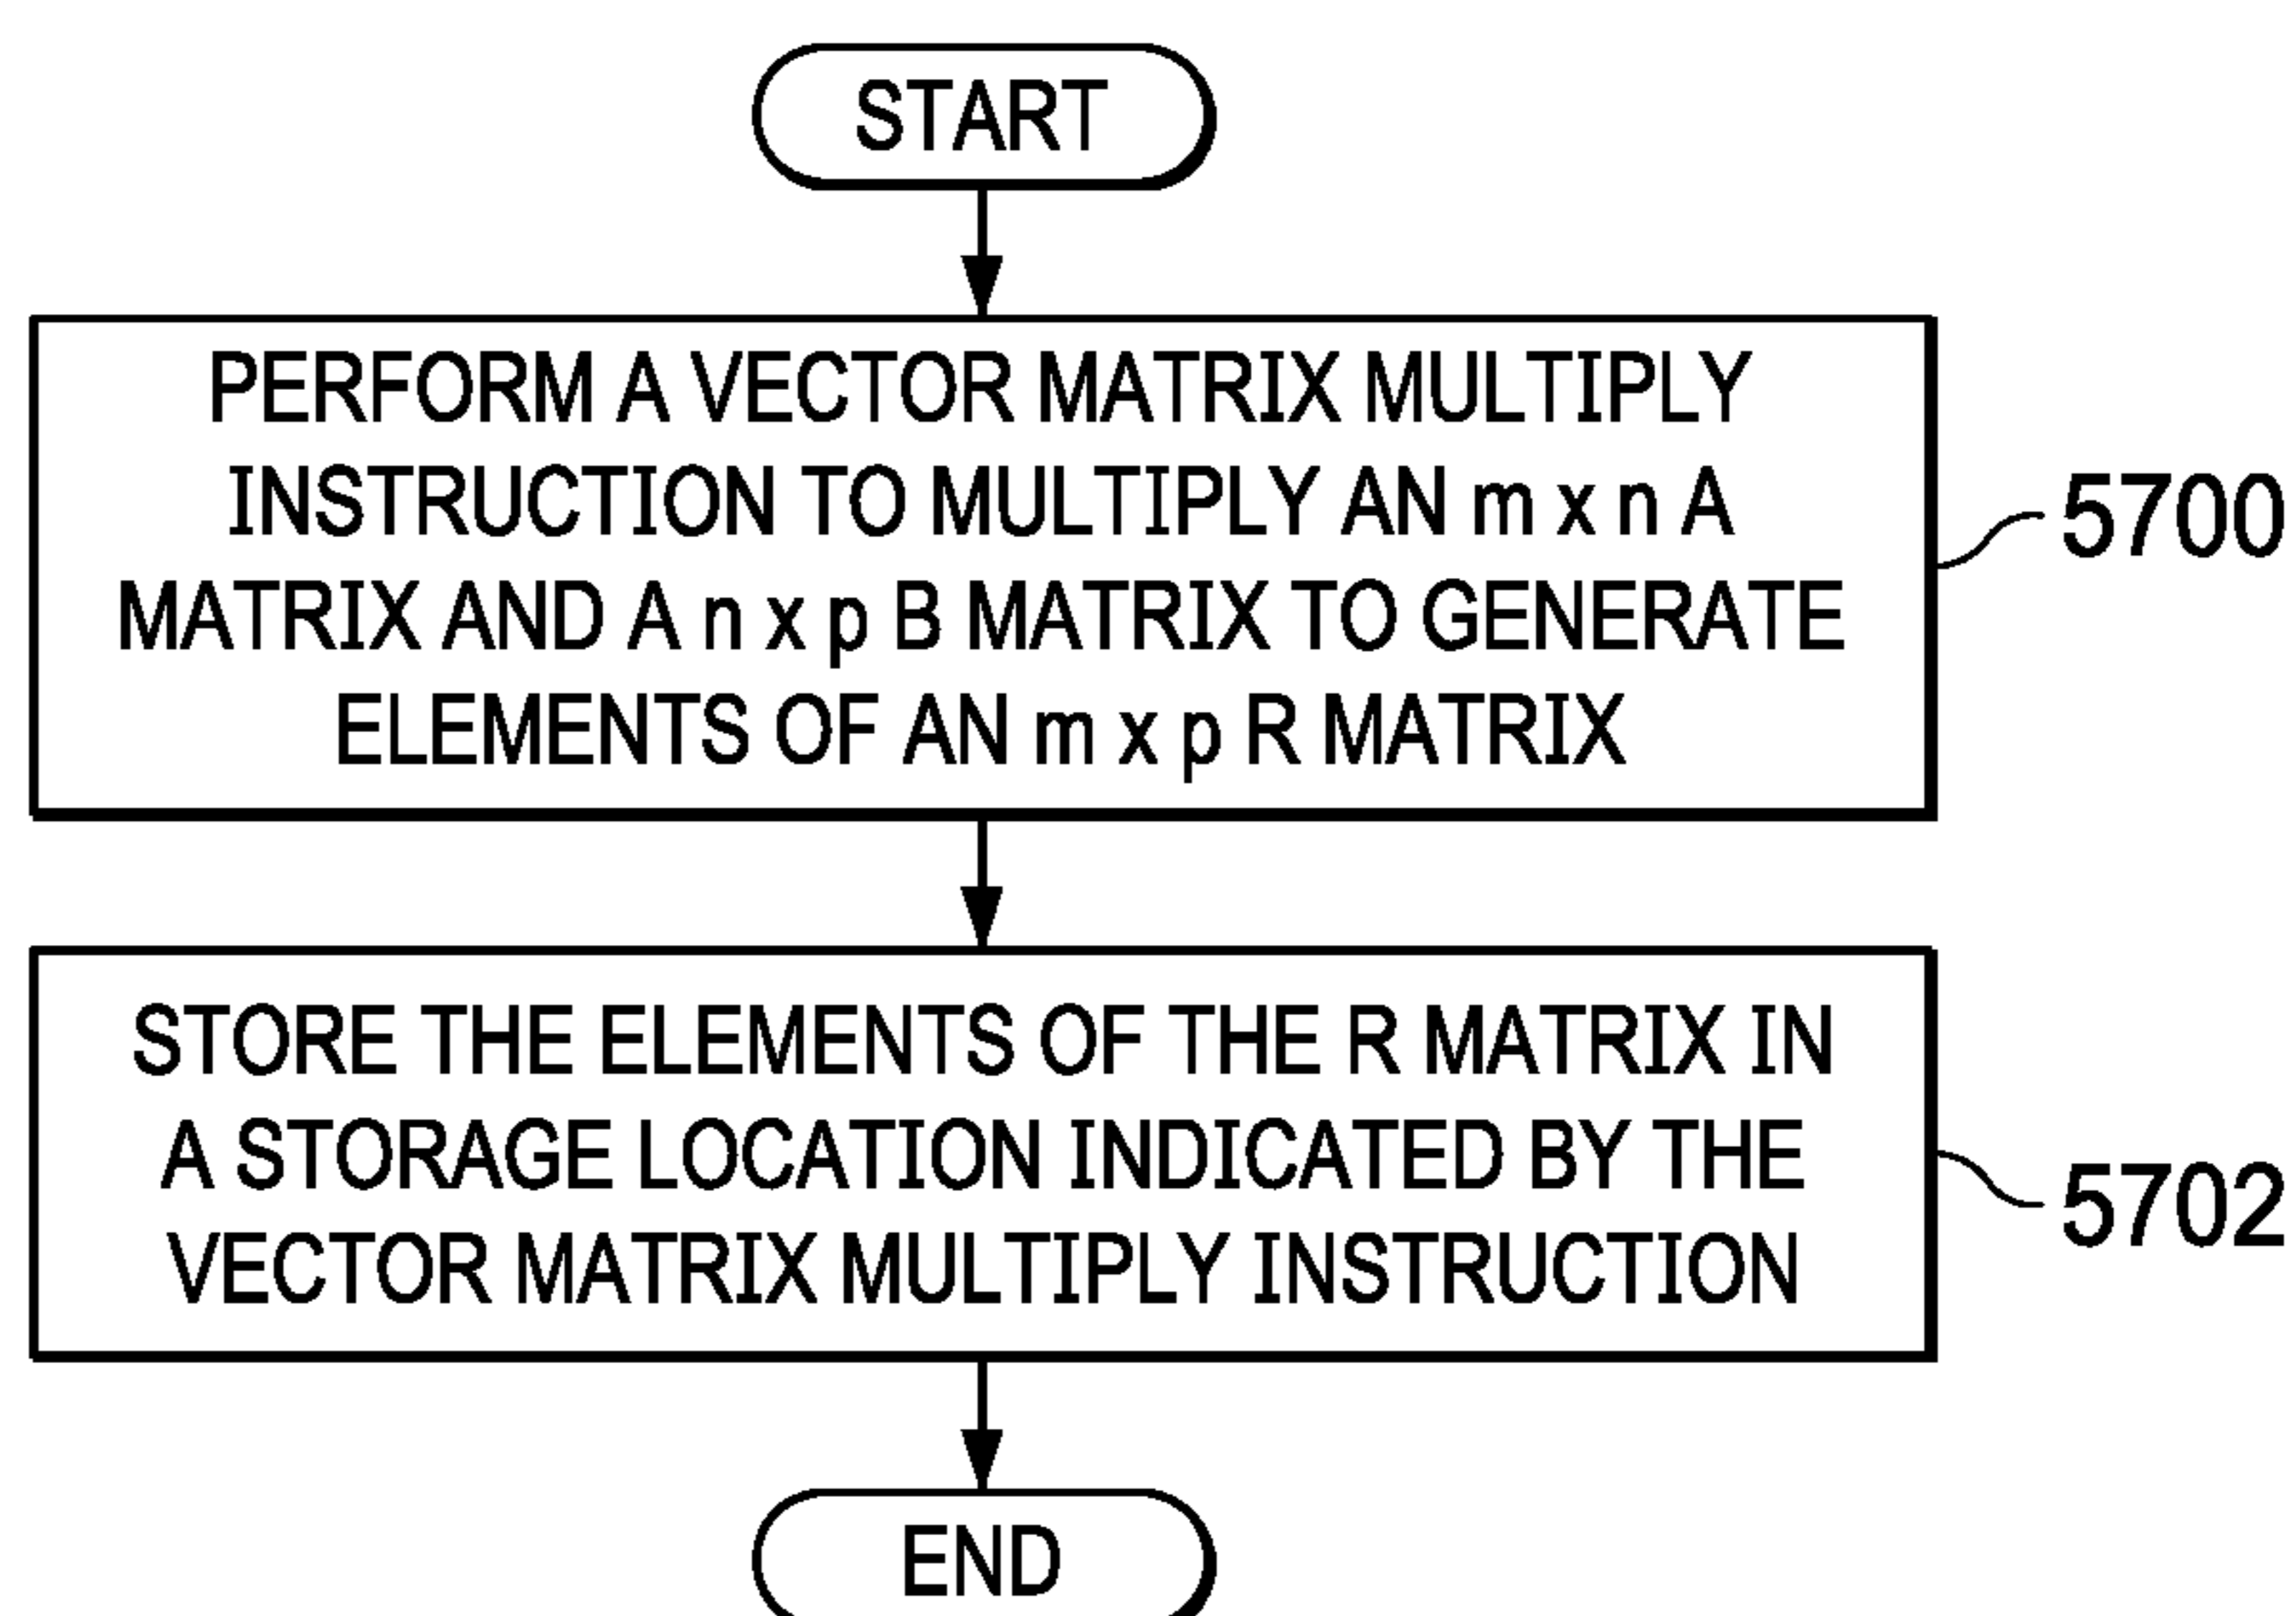 START
PERFORM A VECTOR MATRIX MULTIPLY
INSTRUCTION TO MULTIPLY AN m x n A
MATRIX AND A n x p B MATRIX TO GENERATE
ELEMENTS OF AN m x p R MATRIX
5700
STORE THE ELEMENTS OF THE R MATRIX IN
A STORAGE LOCATION INDICATED BY THE
VECTOR MATRIX MULTIPLY INSTRUCTION
5702
END